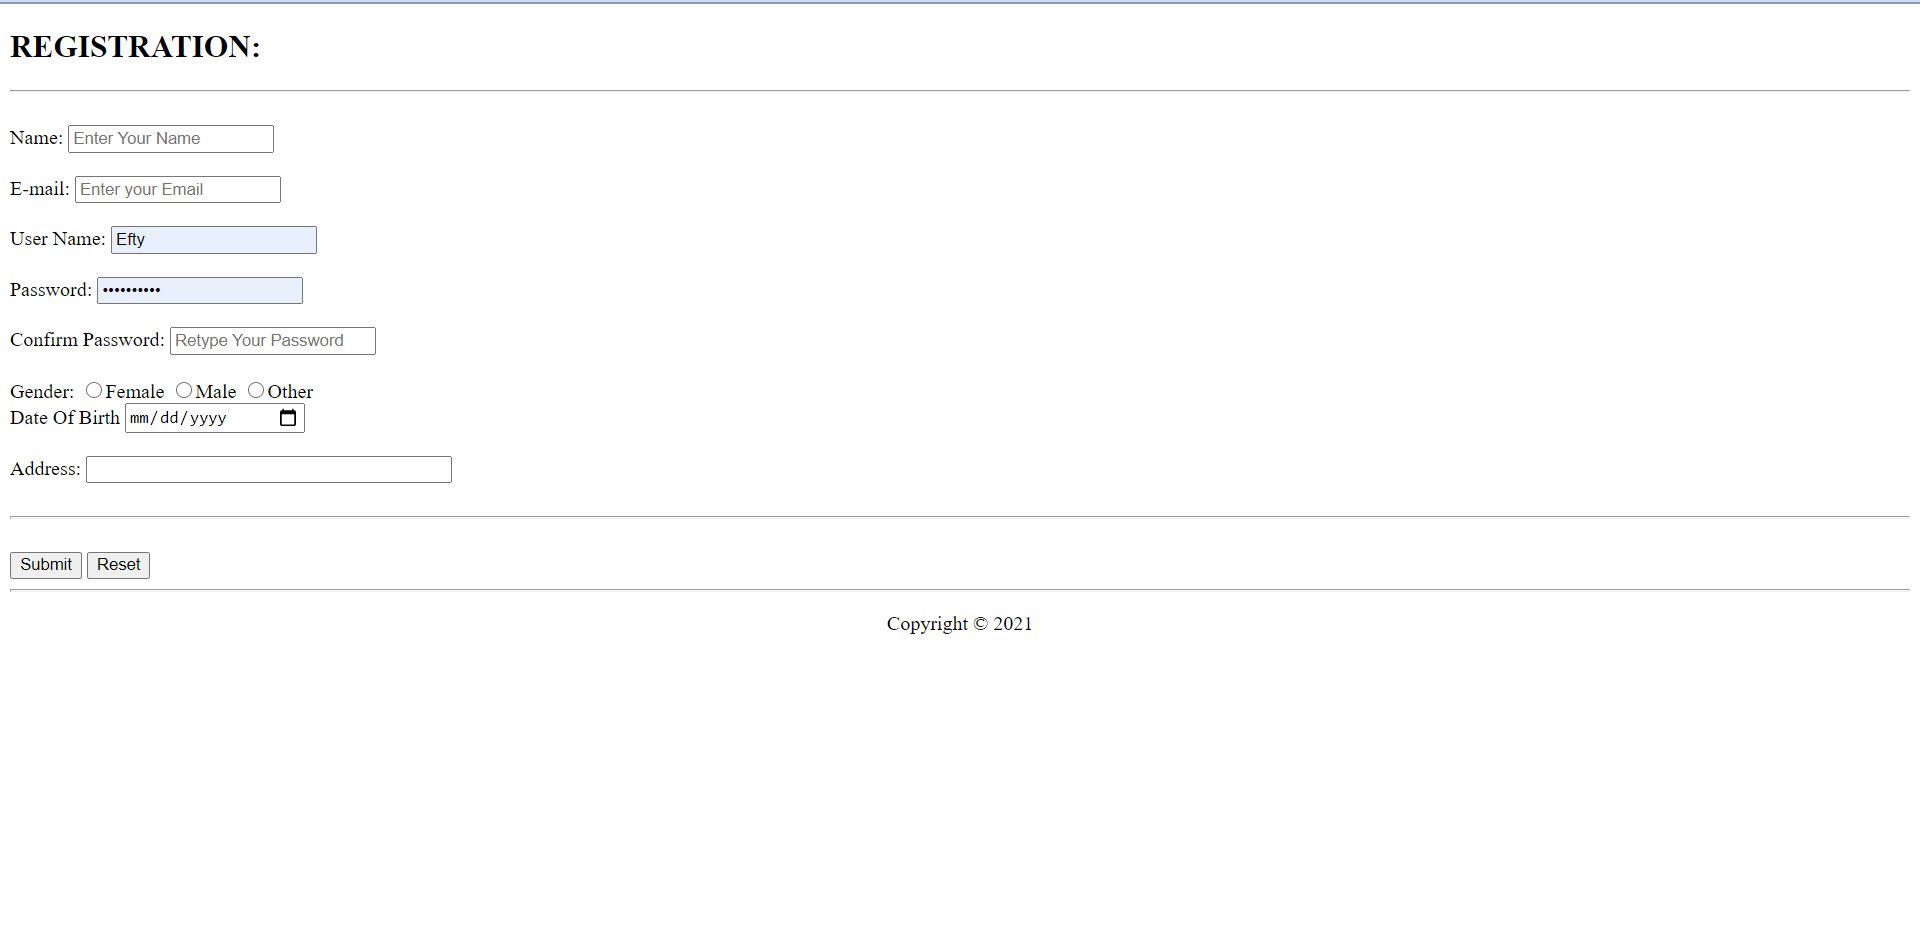 REGISTRATION:
Name: Enter Your Name
E-mail: Enter your Email
User Name: Efty
Password: ••••••••••
Confirm Password: Retype Your Password
Gender: Female Male Other
Date Of Birth mm/dd/yyyy
Address:
Submit Reset
Copyright © 2021